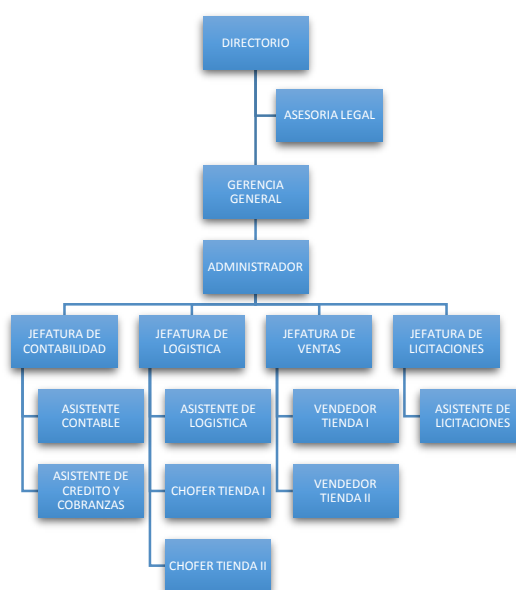 DIRECTORIO
ASESORIA LEGAL
GERENCIA
GENERAL
ADMINISTRADOR
JEFATURA DE
CONTABILIDAD
JEFATURA DE
LOGISTICA
JEFATURA DE
VENTAS
JEFATURA DE
LICITACIONES
ASISTENTE
CONTABLE
ASISTENTE DE
LOGISTICA
VENDEDOR
TIENDA I
ASISTENTE DE
LICITACIONES
ASISTENTE DE
CREDITO Y
COBRANZAS
CHOFER TIENDA I
VENDEDOR
TIENDA II
CHOFER TIENDA II